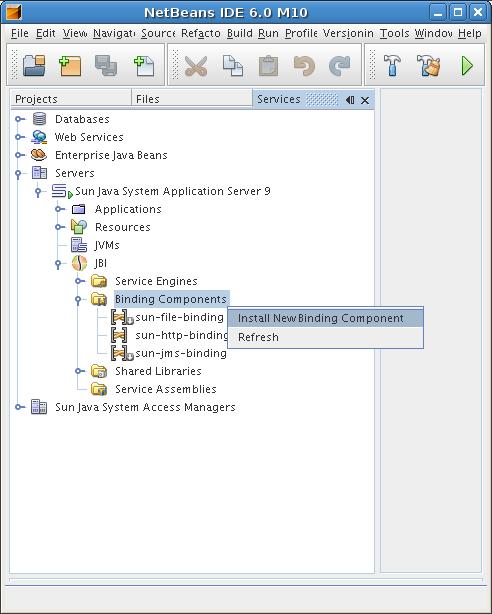 NetBeans IDE 6.0 M10
File Edit View Navigat Source Refacto Build Run Profile Versionin Tools Window Help
Projects Files Services
Databases
Web Services
Enterprise Java Beans
Servers
Sun Java System Application Server 9
Applications
Resources
JVMs
JBI
Service Engines
Binding Components
sun-file-binding
Install New Binding Component
sun-http-binding
Refresh
sun-jms-binding
Shared Libraries
Service Assemblies
Sun Java System Access Managers